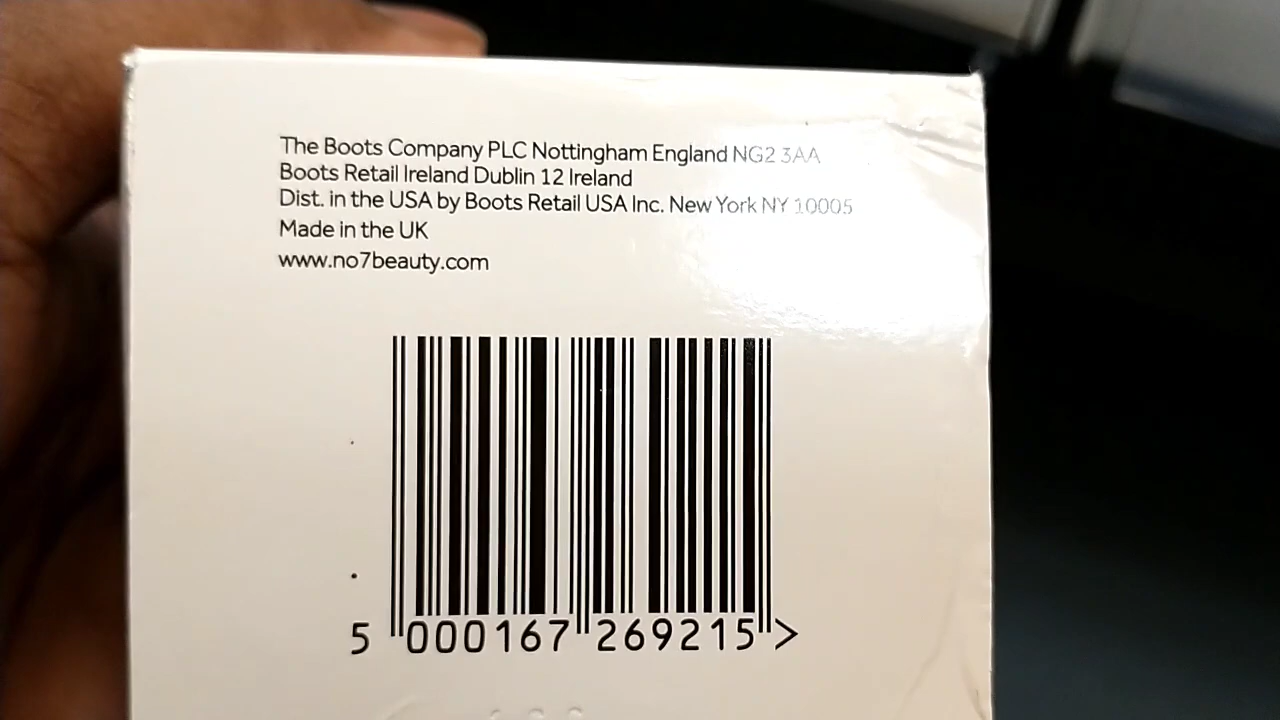 The Boots Company PLC Nottingham England NG2 3AA
Boots Retail Ireland Dublin 12 Ireland
Dist. in the USA by Boots Retail USA Inc. New York NY 10005
Made in the UK
www.no7beauty.com
5 000167 269215 >